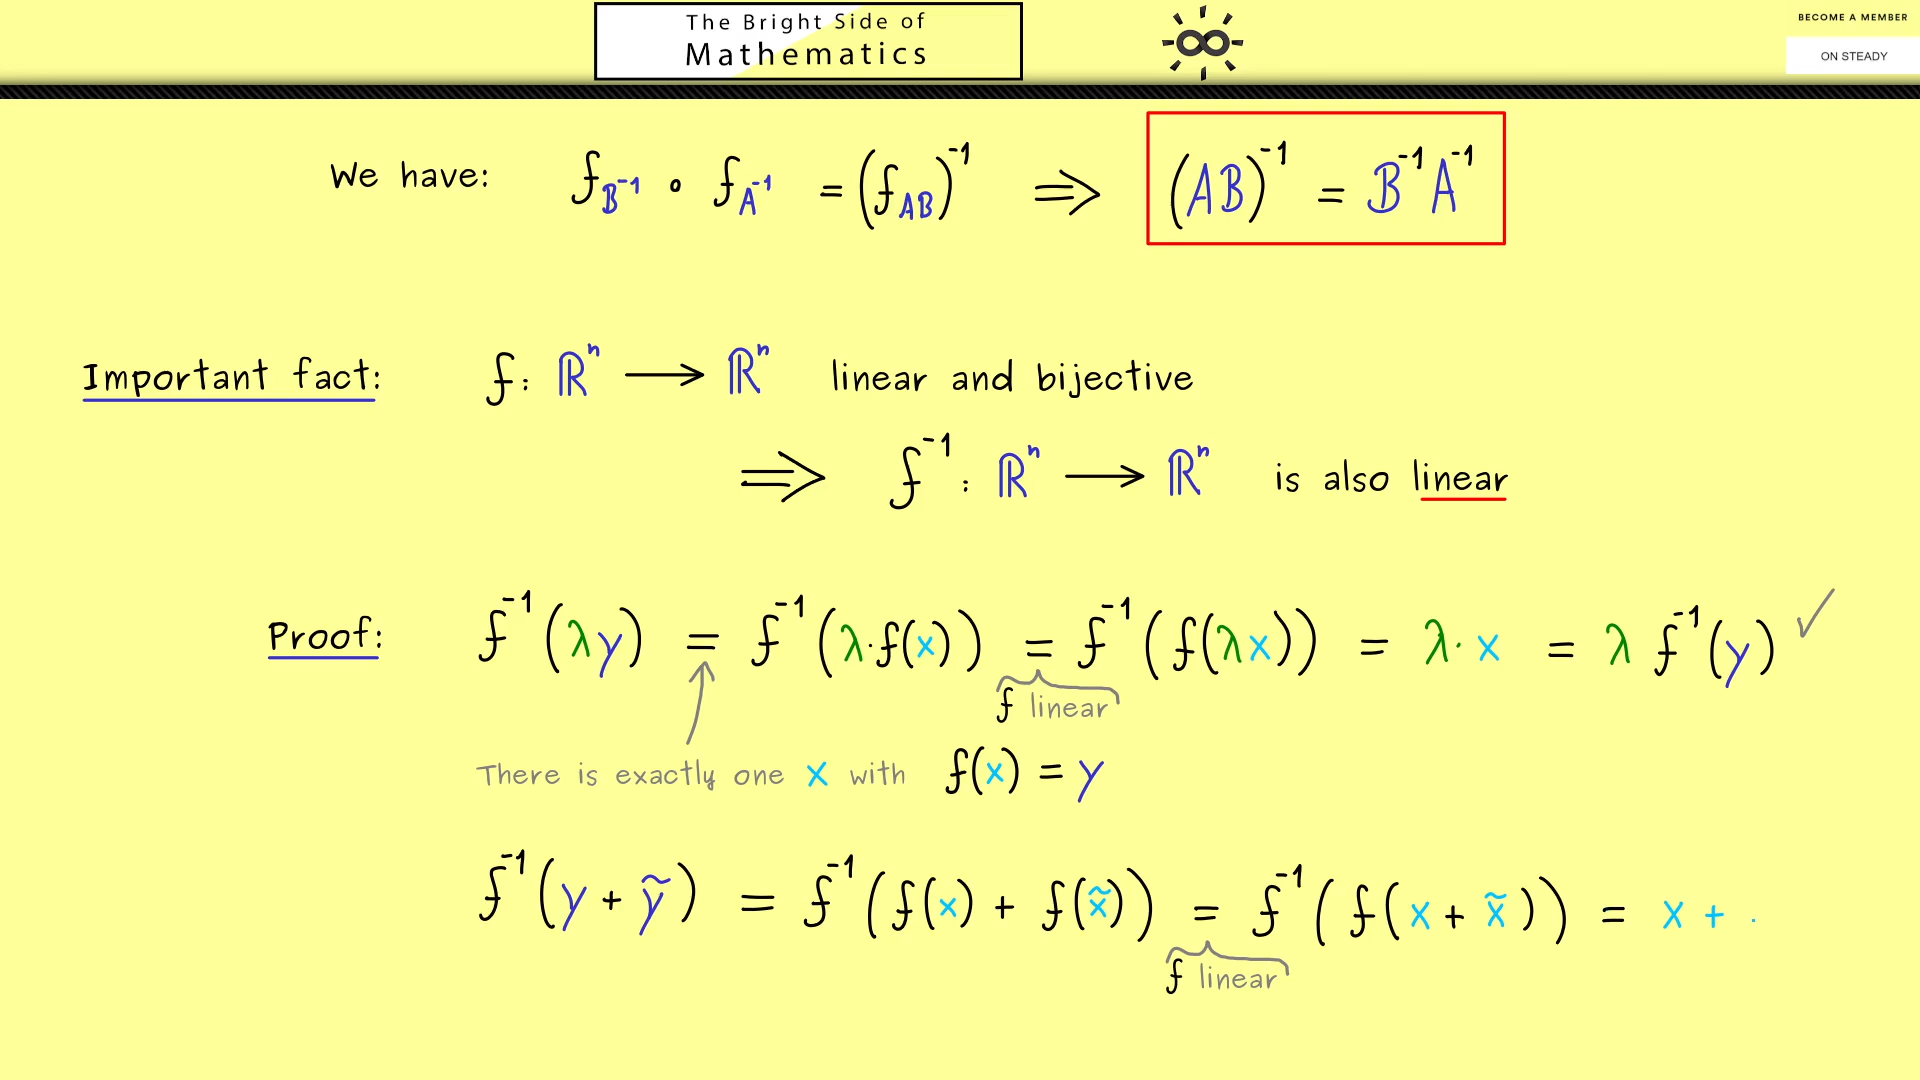 The Bright Side of
Mathematics
BECOME A MEMBER
ON STEADY
We have: f_{B^{-1}} ∘ f_{A^{-1}} = (f_{AB})^{-1} ⟹ (AB)^{-1} = B^{-1}A^{-1}
Important fact: f: ℝ^n ⟶ ℝ^n linear and bijective
⟹ f^{-1}: ℝ^n ⟶ ℝ^n is also linear
Proof: f^{-1}(λy) = f^{-1}(λ·f(x)) = f^{-1}(f(λx)) = λ·x = λ f^{-1}(y) ✓
f linear
There is exactly one x with f(x) = y
f^{-1}(y + ỹ) = f^{-1}(f(x) + f(x̃)) = f^{-1}(f(x + x̃)) = x + ·
f linear